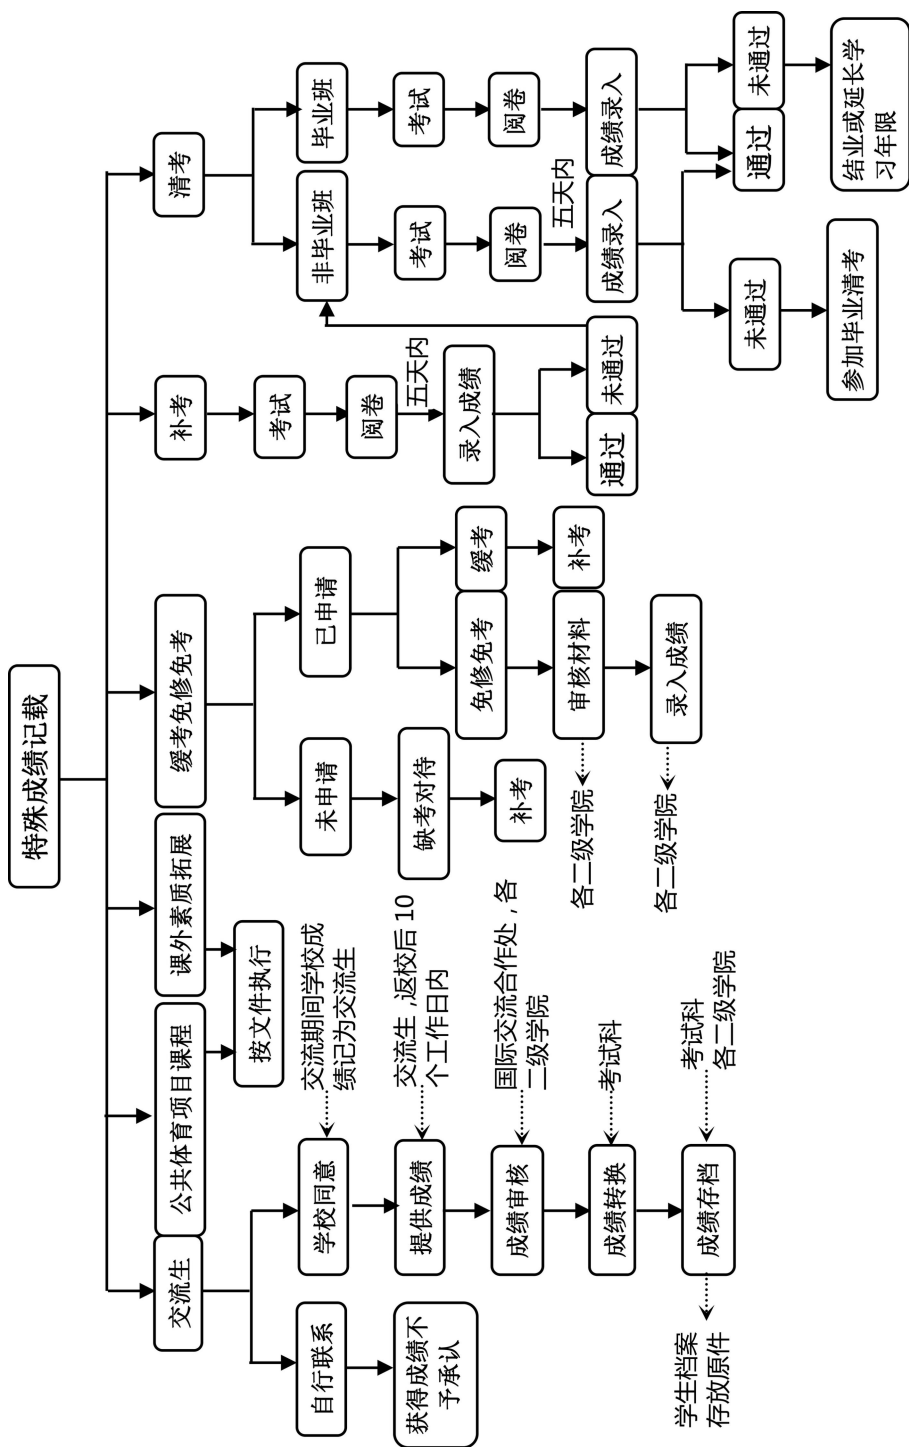 特殊成绩记载
交流生
公共体育项目课程
课外素质拓展
缓考免修免考
补考
清考
自行联系
获得成绩不
予承认
学校同意
交流期间学校成
绩记为交流生
提供成绩
交流生,返校后 10
个工作日内
成绩审核
国际交流合作处,各
二级学院
成绩转换
考试科
成绩存档
考试科
各二级学院
学生档案
存放原件
按文件执行
未申请
缺考对待
补考
已申请
免修免考
审核材料
各二级学院
录入成绩
各二级学院
缓考
补考
考试
阅卷
五天内
录入成绩
通过
未通过
非毕业班
考试
阅卷
五天内
成绩录入
未通过
参加毕业清考
毕业班
考试
阅卷
成绩录入
通过
未通过
结业或延长学
习年限